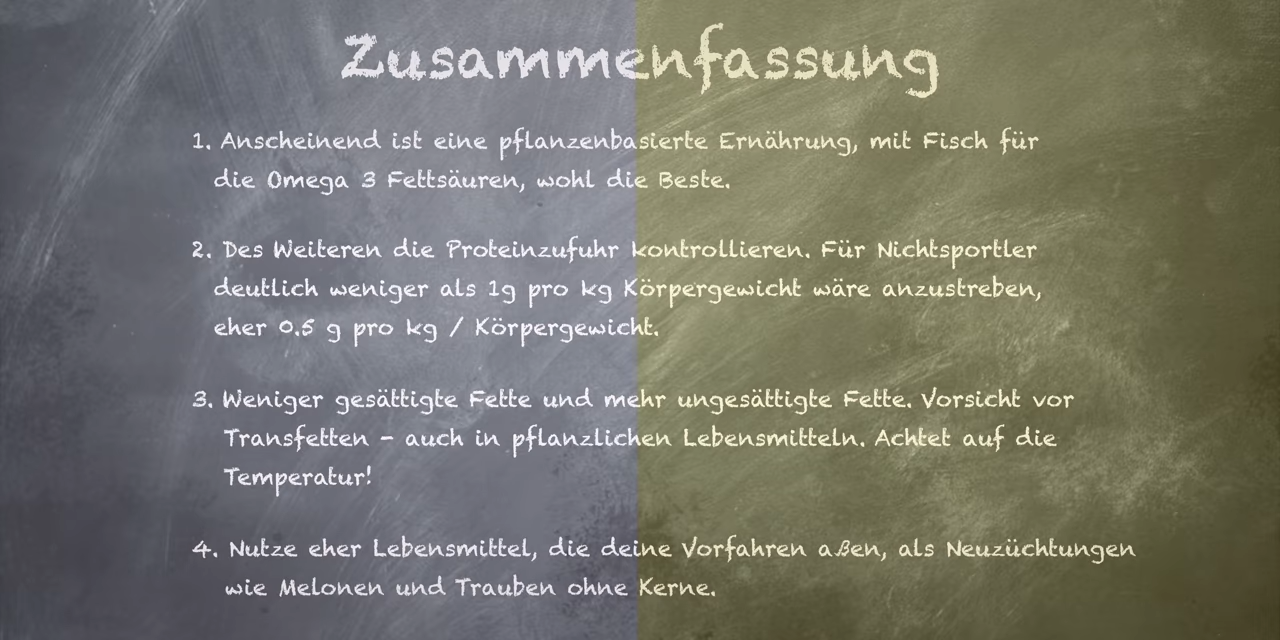 Zusammenfassung
1. Anscheinend ist eine pflanzenbasierte Ernährung, mit Fisch für
die Omega 3 Fettsäuren, wohl die Beste.
2. Des Weiteren die Proteinzufuhr kontrollieren. Für Nichtsportler
deutlich weniger als 1g pro kg Körpergewicht wäre anzustreben,
eher 0.5 g pro kg / Körpergewicht.
3. Weniger gesättigte Fette und mehr ungesättigte Fette. Vorsicht vor
Transfetten - auch in pflanzlichen Lebensmitteln. Achtet auf die
Temperatur!
4. Nutze eher Lebensmittel, die deine Vorfahren aßen, als Neuzüchtungen
wie Melonen und Trauben ohne Kerne.